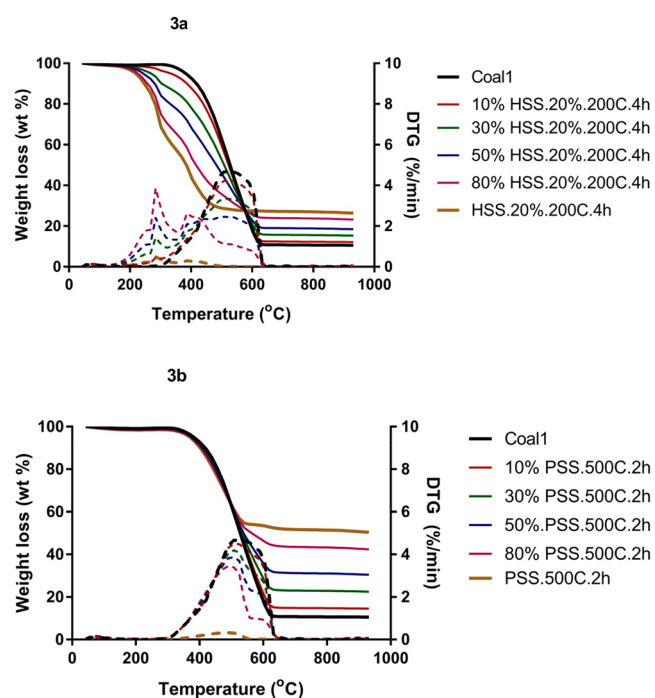 3a
Weight loss (wt %)
100
80
60
40
20
0
10
8
6
4
2
0
DTG (%/min)
0 200 400 600 800 1000
Temperature (°C)
Coal1
10% HSS.20%.200C.4h
30% HSS.20%.200C.4h
50% HSS.20%.200C.4h
80% HSS.20%.200C.4h
HSS.20%.200C.4h
3b
Weight loss (wt %)
100
80
60
40
20
0
10
8
6
4
2
0
DTG (%/min)
0 200 400 600 800 1000
Temperature (°C)
Coal1
10% PSS.500C.2h
30% PSS.500C.2h
50%.PSS.500C.2h
80% PSS.500C.2h
PSS.500C.2h